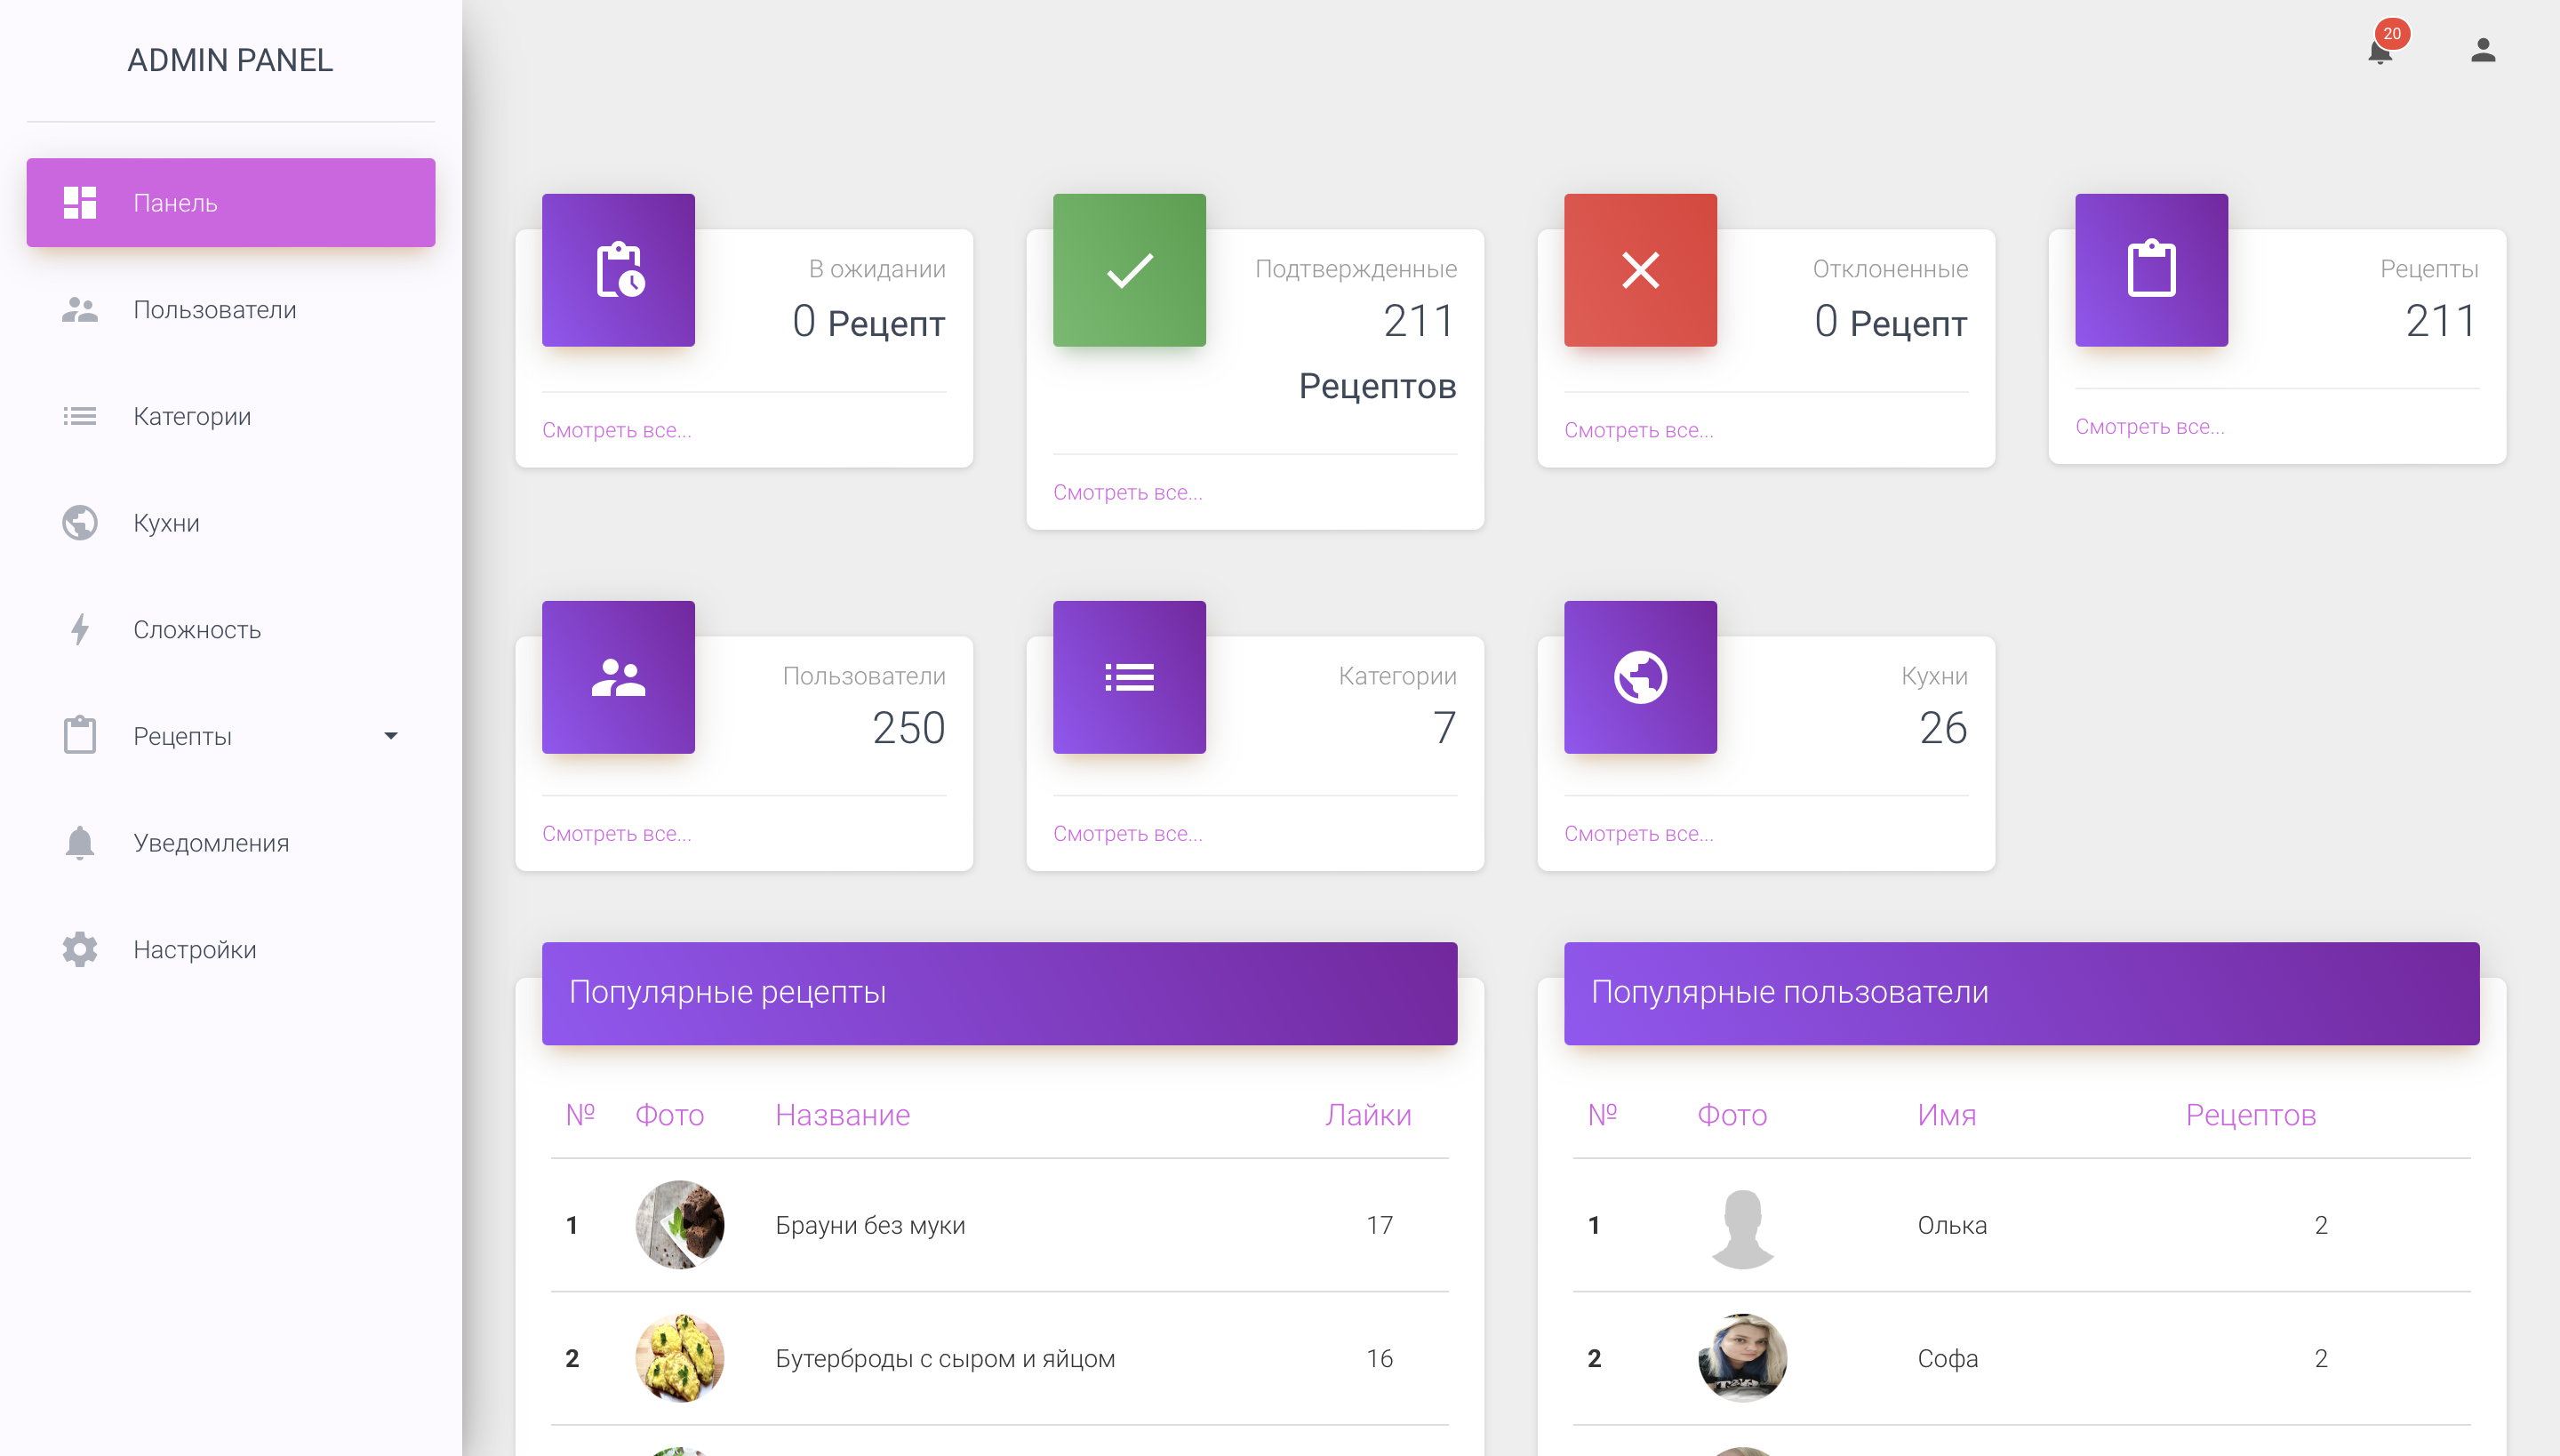 ADMIN PANEL
20
Панель
Пользователи
Категории
Кухни
Сложность
Рецепты
Уведомления
Настройки
В ожидании
0 Рецепт
Смотреть все...
Подтвержденные
211
Рецептов
Смотреть все...
Отклоненные
0 Рецепт
Смотреть все...
Рецепты
211
Смотреть все...
Пользователи
250
Смотреть все...
Категории
7
Смотреть все...
Кухни
26
Смотреть все...
Популярные рецепты
№ Фото Название Лайки
1 Брауни без муки 17
2 Бутерброды с сыром и яйцом 16
Популярные пользователи
№ Фото Имя Рецептов
1 Олька 2
2 Софа 2